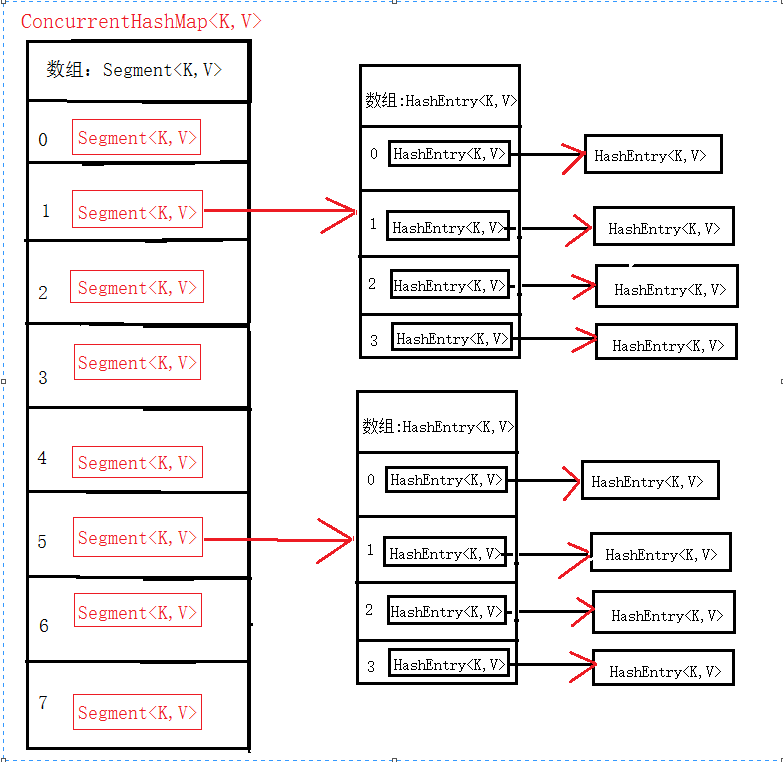 ConcurrentHashMap<K,V>
数组: Segment<K,V>
0 Segment<K,V>
1 Segment<K,V>
2 Segment<K,V>
3 Segment<K,V>
4 Segment<K,V>
5 Segment<K,V>
6 Segment<K,V>
7 Segment<K,V>
数组:HashEntry<K,V>
0 HashEntry<K,V> HashEntry<K,V>
1 HashEntry<K,V> HashEntry<K,V>
2 HashEntry<K,V> HashEntry<K,V>
3 HashEntry<K,V> HashEntry<K,V>
数组:HashEntry<K,V>
0 HashEntry<K,V> HashEntry<K,V>
1 HashEntry<K,V> HashEntry<K,V>
2 HashEntry<K,V> HashEntry<K,V>
3 HashEntry<K,V> HashEntry<K,V>